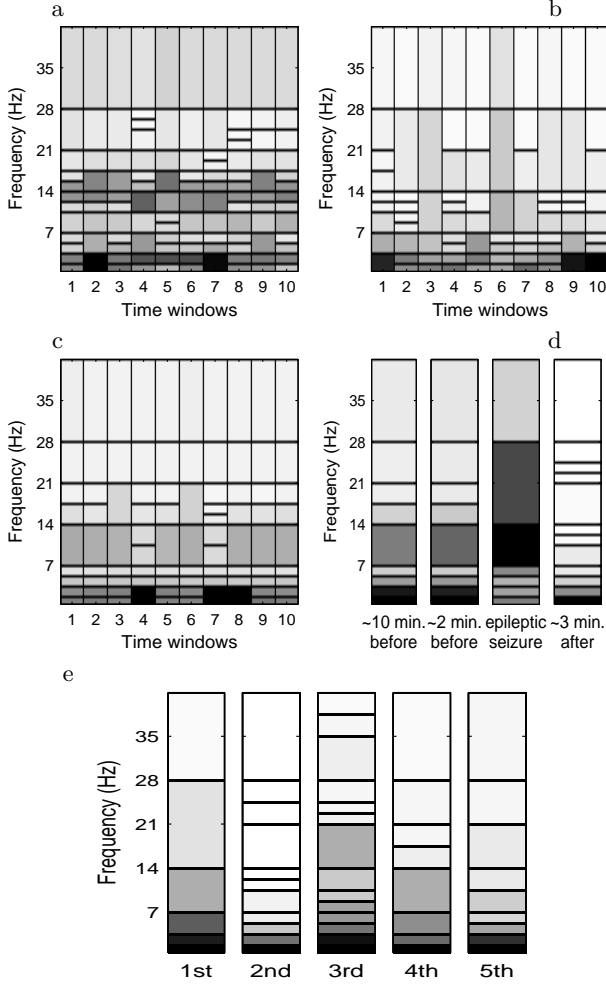 a
b
Frequency (Hz)
35
28
21
14
7
1 2 3 4 5 6 7 8 9 10
Time windows
Frequency (Hz)
35
28
21
14
7
1 2 3 4 5 6 7 8 9 10
Time windows
c
d
Frequency (Hz)
35
28
21
14
7
1 2 3 4 5 6 7 8 9 10
Time windows
Frequency (Hz)
35
28
21
14
7
~10 min. before
~2 min. before
epileptic seizure
~3 min. after
e
Frequency (Hz)
35
28
21
14
7
1st 2nd 3rd 4th 5th